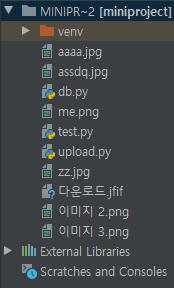 MINIPR~2 [miniproject]
venv
aaaa.jpg
assdq.jpg
db.py
me.png
test.py
upload.py
zz.jpg
다운로드.jfif
이미지 2.png
이미지 3.png
External Libraries
Scratches and Consoles